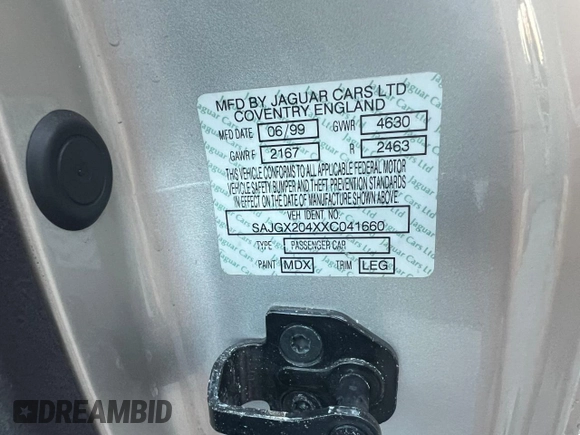 MFD BY JAGUAR CARS LTD
COVENTRY ENGLAND
MFD DATE 06/99 GVWR 4630
GAWR F 2167 R 2463
THIS VEHICLE CONFORMS TO ALL APPLICABLE FEDERAL MOTOR
VEHICLE SAFETY BUMPER AND THEFT PREVENTION STANDARDS
IN EFFECT ON THE DATE OF MANUFACTURE SHOWN ABOVE
VEH IDENT. NO.
SAJGX204XXC041660
TYPE PASSENGER CAR
PAINT MDX TRIM LEG
DREAMBID